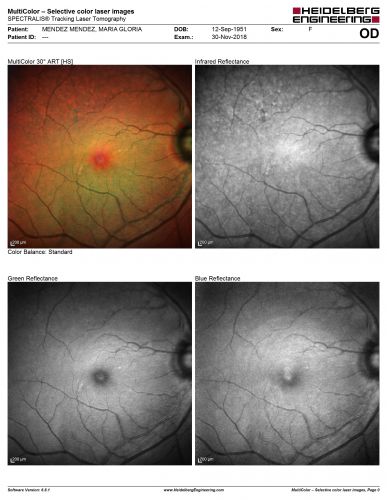 MultiColor – Selective color laser images
SPECTRALIS® Tracking Laser Tomography
HEIDELBERG
ENGINEERING
Patient: MENDEZ MENDEZ, MARIA GLORIA DOB: 12-Sep-1951 Sex: F
Patient ID: --- Exam.: 30-Nov-2018
OD
MultiColor 30° ART [HS] Infrared Reflectance
200 µm 200 µm
Color Balance: Standard
Green Reflectance Blue Reflectance
200 µm 200 µm
Software Version: 6.8.1 www.HeidelbergEngineering.com MultiColor – Selective color laser images, Page 0